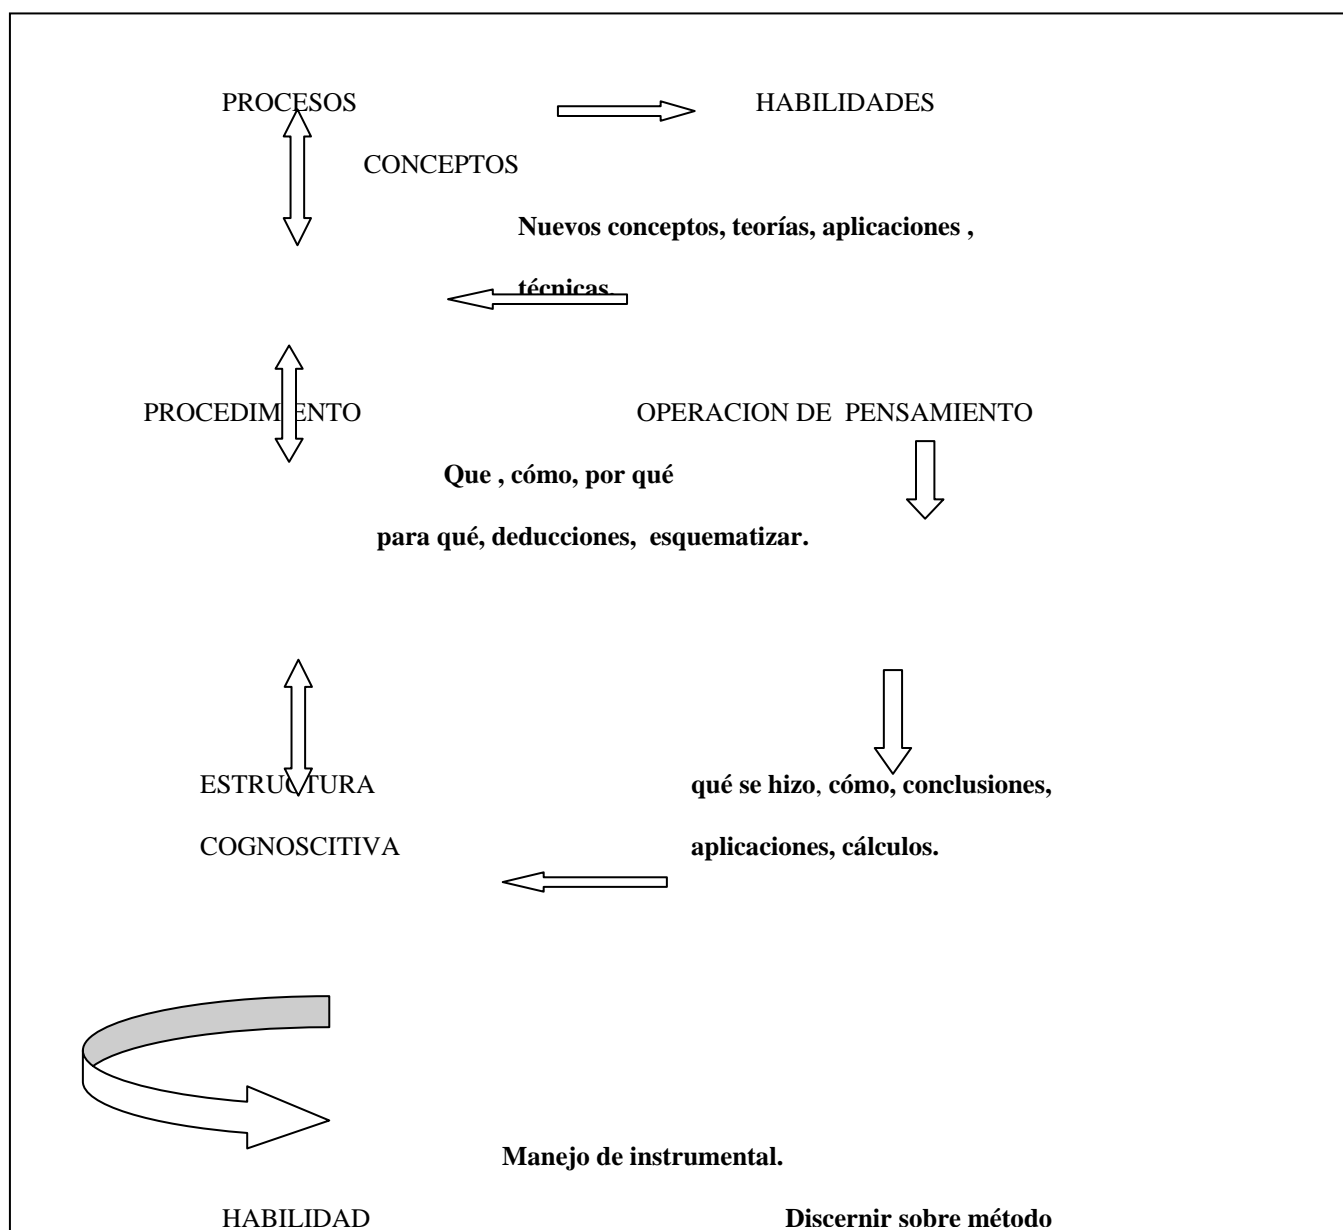 PROCESOS HABILIDADES
CONCEPTOS
Nuevos conceptos, teorías, aplicaciones ,
técnicas.
PROCEDIMIENTO OPERACION DE PENSAMIENTO
Que , cómo, por qué
para qué, deducciones, esquematizar.
ESTRUCTURA qué se hizo, cómo, conclusiones,
COGNOSCITIVA aplicaciones, cálculos.
Manejo de instrumental.
HABILIDAD Discernir sobre método